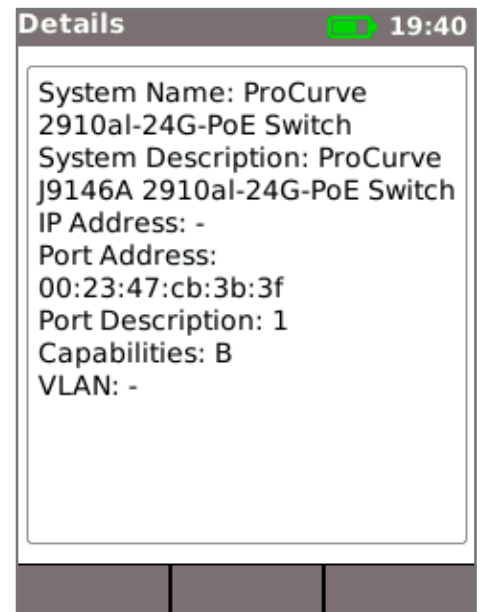 Details 19:40
System Name: ProCurve
2910al-24G-PoE Switch
System Description: ProCurve
J9146A 2910al-24G-PoE Switch
IP Address: -
Port Address:
00:23:47:cb:3b:3f
Port Description: 1
Capabilities: B
VLAN: -